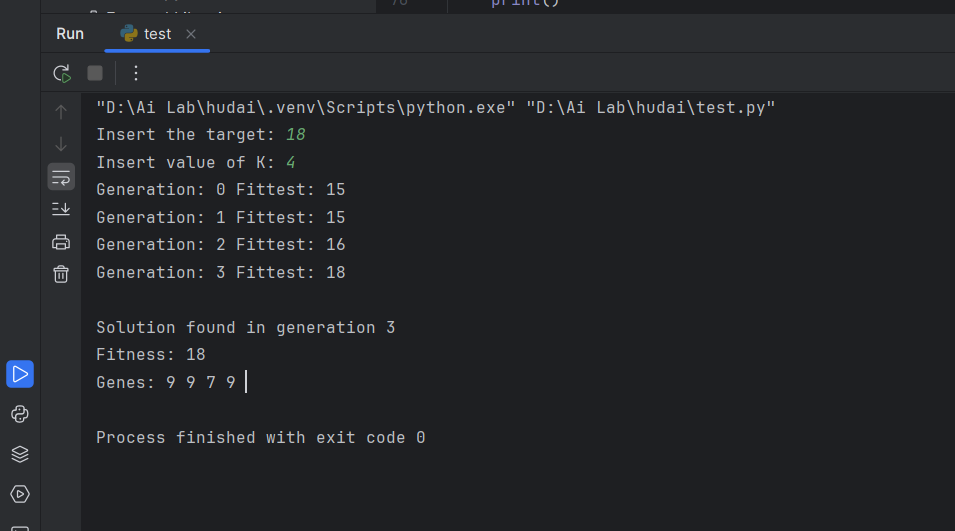 print()
Run test
"D:\Ai Lab\hudai\.venv\Scripts\python.exe" "D:\Ai Lab\hudai\test.py"
Insert the target: 18
Insert value of K: 4
Generation: 0 Fittest: 15
Generation: 1 Fittest: 15
Generation: 2 Fittest: 16
Generation: 3 Fittest: 18
Solution found in generation 3
Fitness: 18
Genes: 9 9 7 9
Process finished with exit code 0